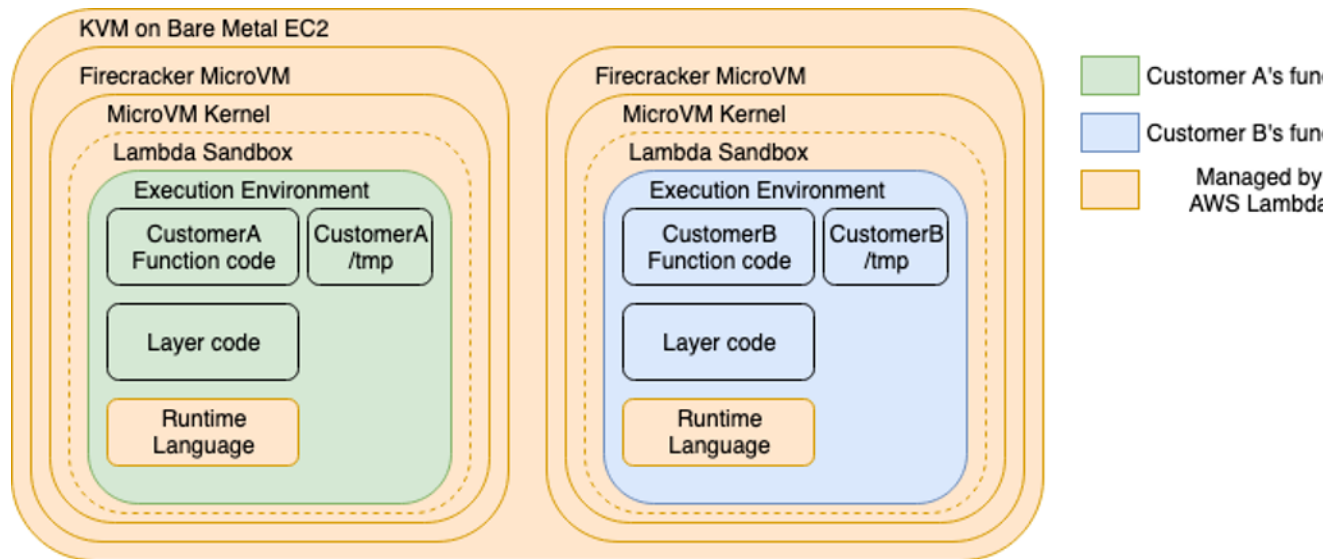 KVM on Bare Metal EC2
Firecracker MicroVM
MicroVM Kernel
Lambda Sandbox
Execution Environment
CustomerA
Function code
CustomerA
/tmp
Layer code
Runtime
Language
Firecracker MicroVM
MicroVM Kernel
Lambda Sandbox
Execution Environment
CustomerB
Function code
CustomerB
/tmp
Layer code
Runtime
Language
Customer A's
Customer B's
Managed by
AWS Lambda